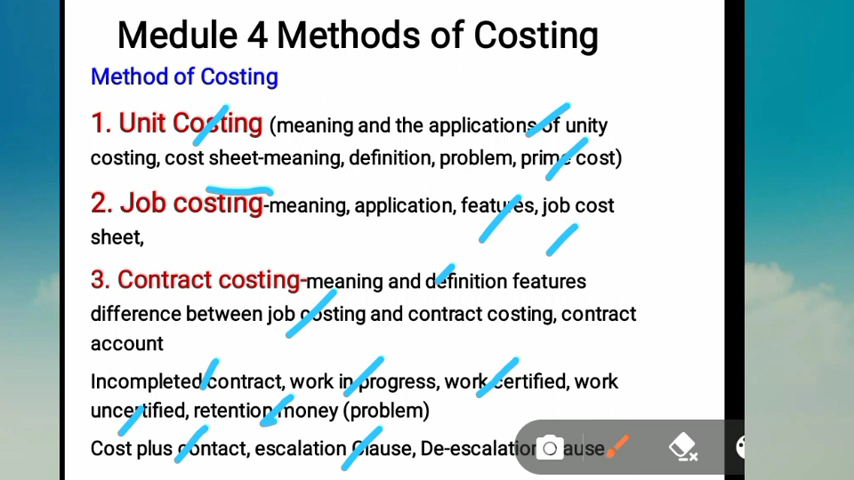 Medule 4 Methods of Costing
Method of Costing
1. Unit Costing (meaning and the applications of unity
costing, cost sheet-meaning, definition, problem, prime cost)
2. Job costing-meaning, application, features, job cost
sheet,
3. Contract costing-meaning and definition features
difference between job costing and contract costing, contract
account
Incompleted contract, work in progress, work certified, work
uncertified, retention money (problem)
Cost plus contact, escalation Clause, De-escalation